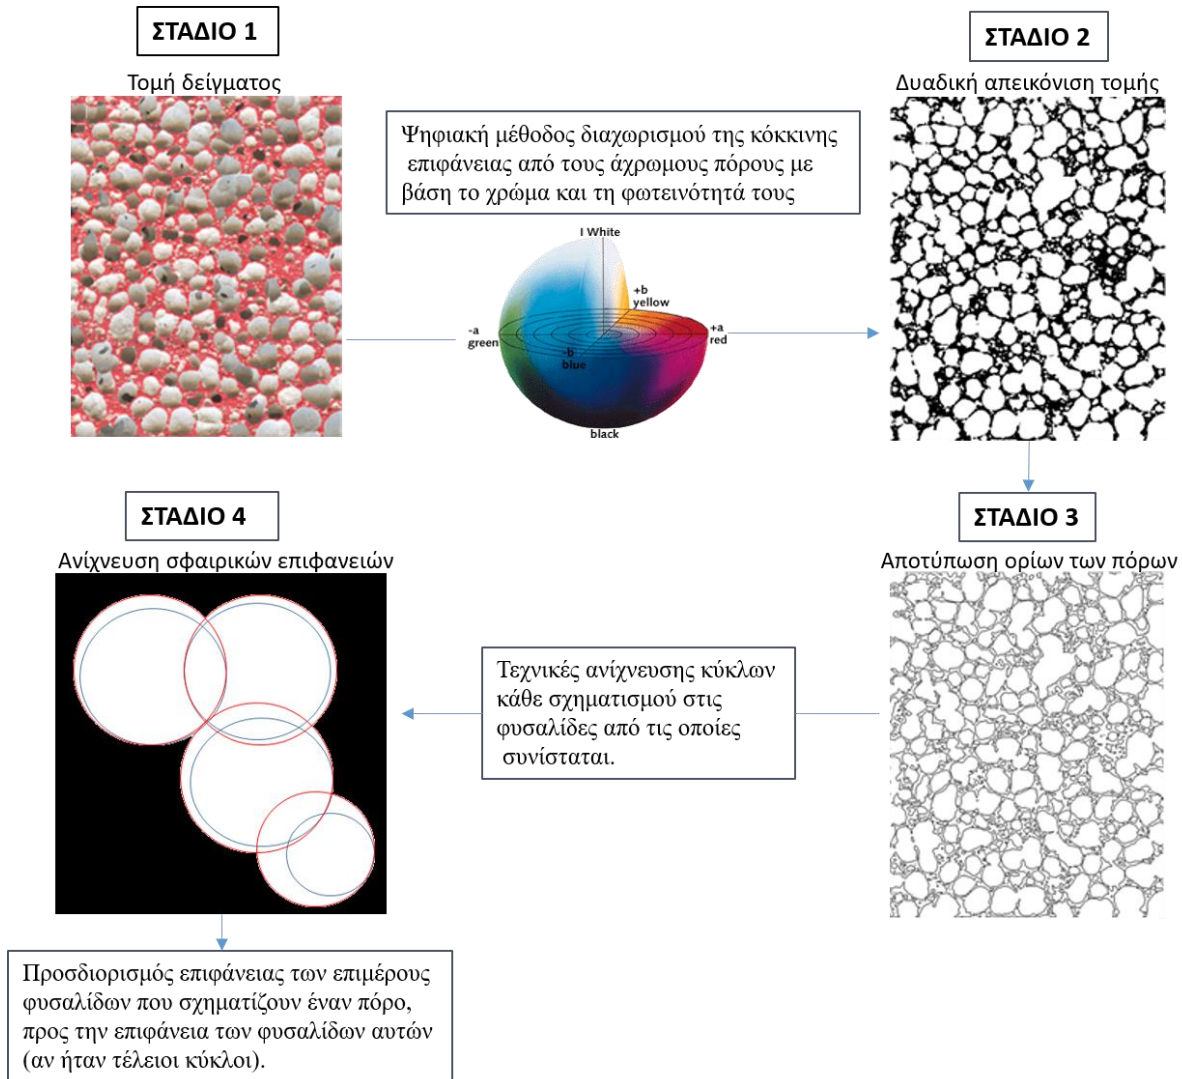 ΣΤΑΔΙΟ 1
Τομή δείγματος
Ψηφιακή μέθοδος διαχωρισμού της κόκκινης
επιφάνειας από τους άχρωμους πόρους με
βάση το χρώμα και τη φωτεινότητά τους
l White
+b
yellow
-a
green
-b
blue
+a
red
black
ΣΤΑΔΙΟ 2
Δυαδική απεικόνιση τομής
ΣΤΑΔΙΟ 3
Αποτύπωση ορίων των πόρων
Τεχνικές ανίχνευσης κύκλων
κάθε σχηματισμού στις
φυσαλίδες από τις οποίες
συνίσταται.
ΣΤΑΔΙΟ 4
Ανίχνευση σφαιρικών επιφανειών
Προσδιορισμός επιφάνειας των επιμέρους
φυσαλίδων που σχηματίζουν έναν πόρο,
προς την επιφάνεια των φυσαλίδων αυτών
(αν ήταν τέλειοι κύκλοι).